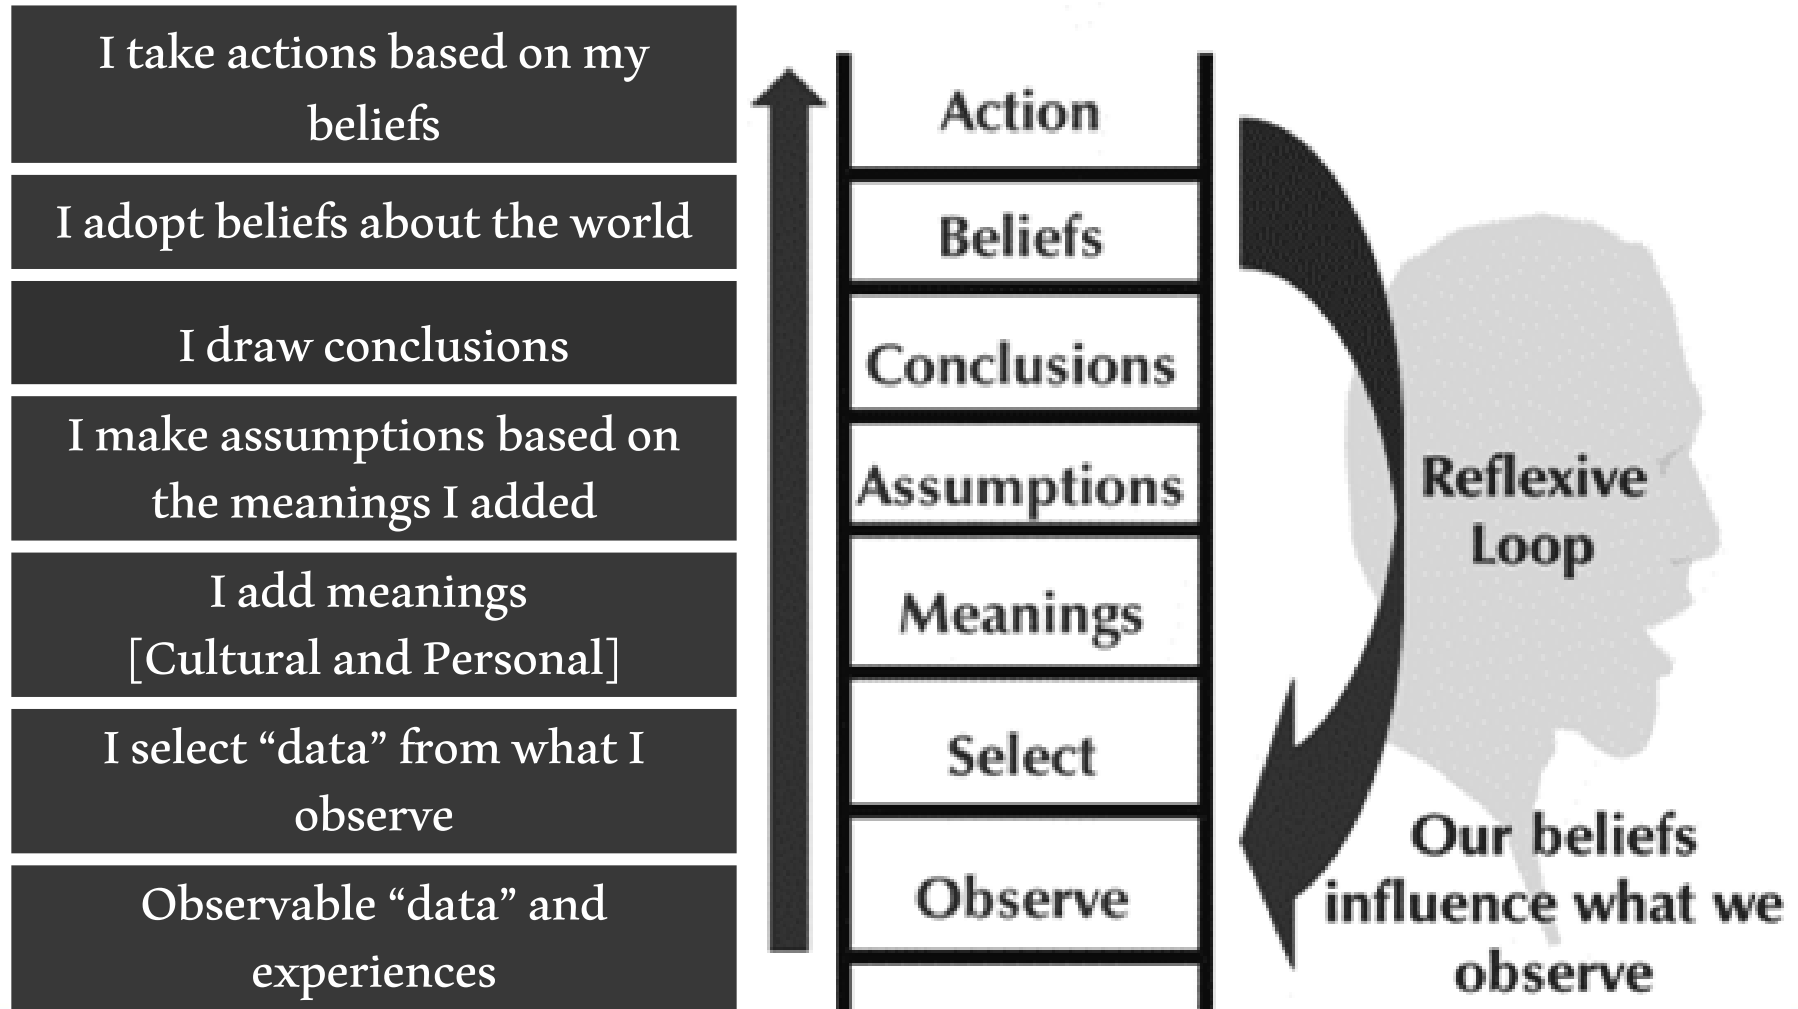 I take actions based on my
beliefs
I adopt beliefs about the world
I draw conclusions
I make assumptions based on
the meanings I added
I add meanings
[Cultural and Personal]
I select “data” from what I
observe
Observable “data” and
experiences
Action
Beliefs
Conclusions
Assumptions
Meanings
Select
Observe
Reflexive
Loop
Our beliefs
influence what we
observe